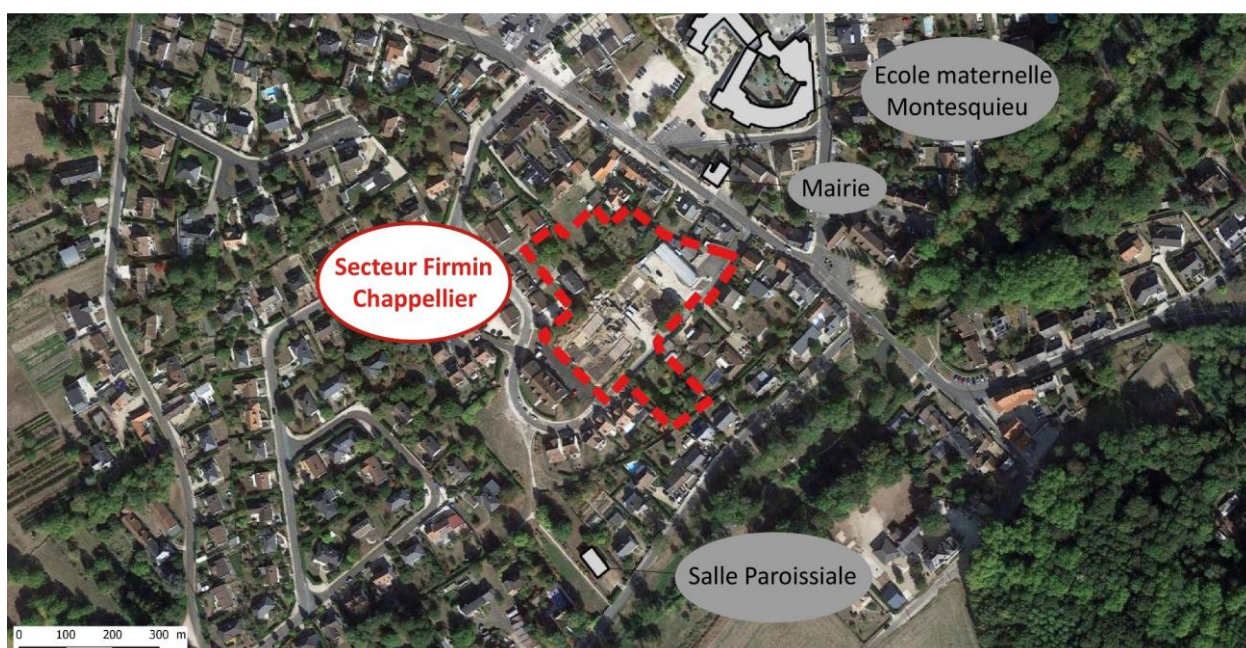 Ecole maternelle
Montesquieu
Mairie
Secteur Firmin
Chappellier
Salle Paroissiale
0 100 200 300 m